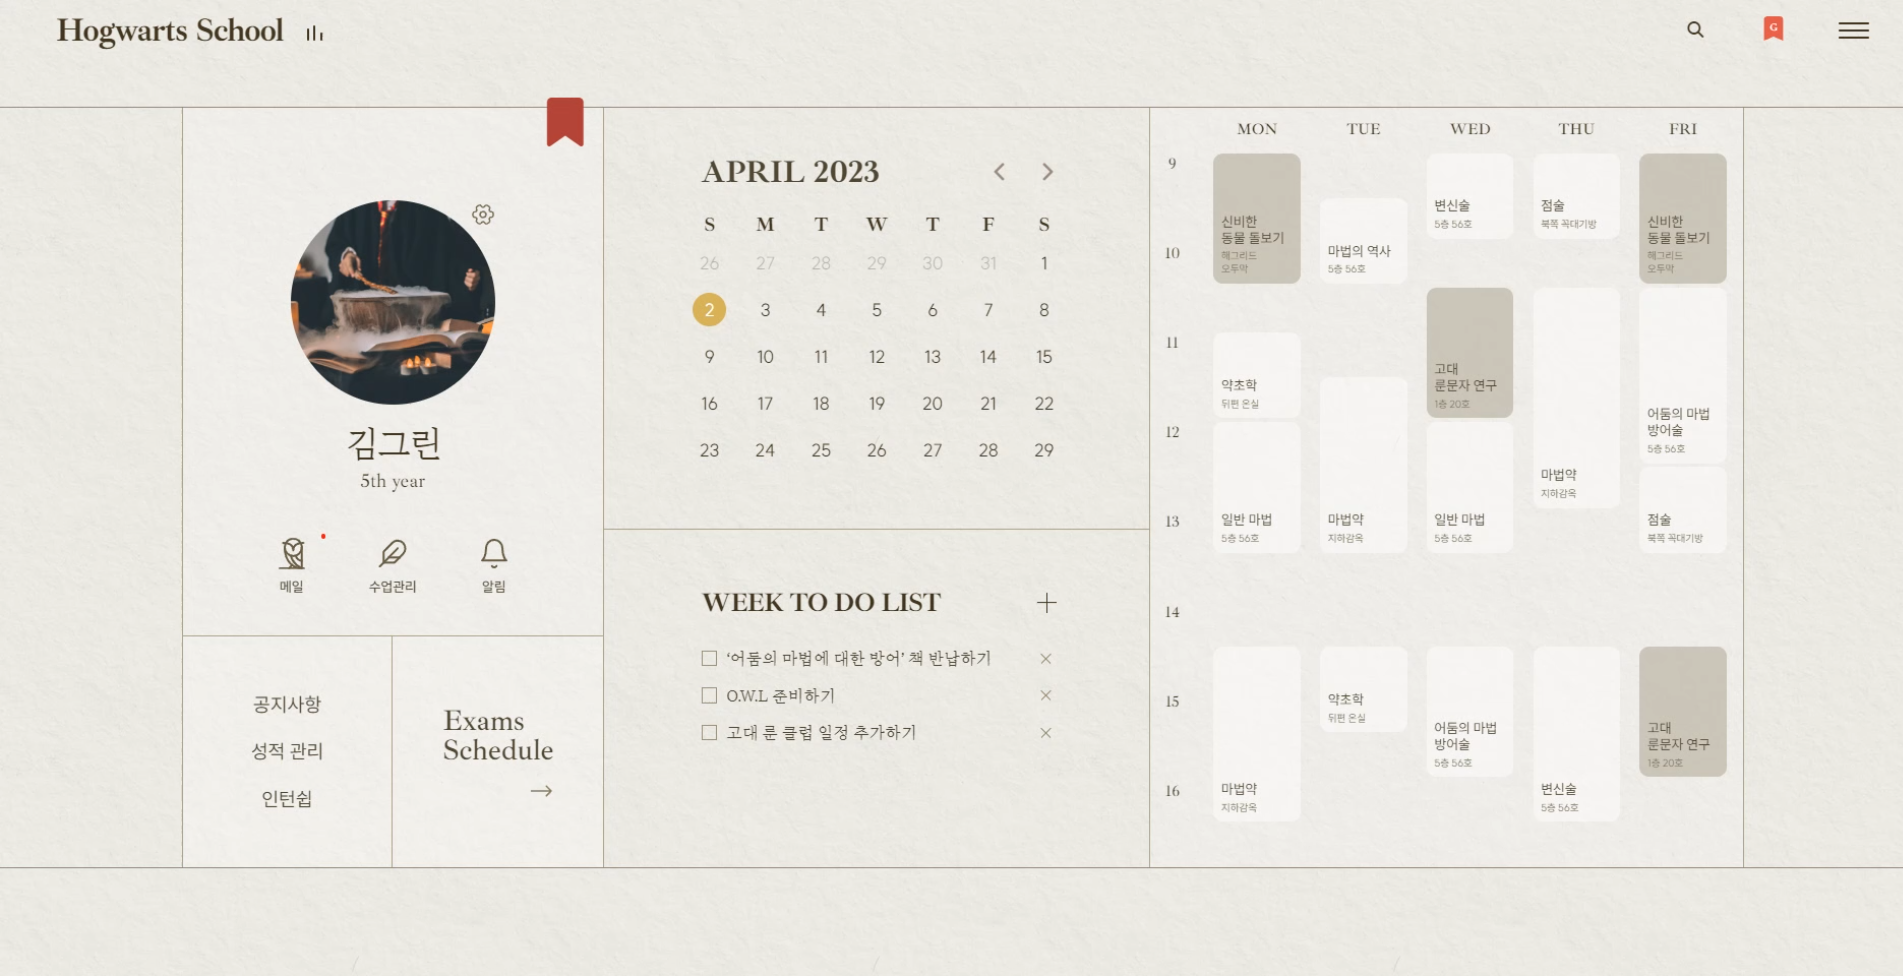 Hogwarts School
G
김그린
5th year
메일
수업관리
알림
공지사항
성적 관리
인턴쉽
Exams
Schedule
APRIL 2023
S M T W T F S
26 27 28 29 30 31 1
2 3 4 5 6 7 8
9 10 11 12 13 14 15
16 17 18 19 20 21 22
23 24 25 26 27 28 29
WEEK TO DO LIST
‘어둠의 마법에 대한 방어’ 책 반납하기
O.W.L 준비하기
고대 룬 클럽 일정 추가하기
MON TUE WED THU FRI
9
10
11
12
13
14
15
16
신비한
동물 돌보기
해그리드
오두막
약초학
뒤편 온실
일반 마법
5층 56호
마법약
지하감옥
마법의 역사
5층 56호
마법약
지하감옥
약초학
뒤편 온실
변신술
5층 56호
고대
룬문자 연구
1층 20호
일반 마법
5층 56호
어둠의 마법
방어술
5층 56호
점술
북쪽 꼭대기방
마법약
지하감옥
변신술
5층 56호
신비한
동물 돌보기
해그리드
오두막
어둠의 마법
방어술
5층 56호
점술
북쪽 꼭대기방
고대
룬문자 연구
1층 20호